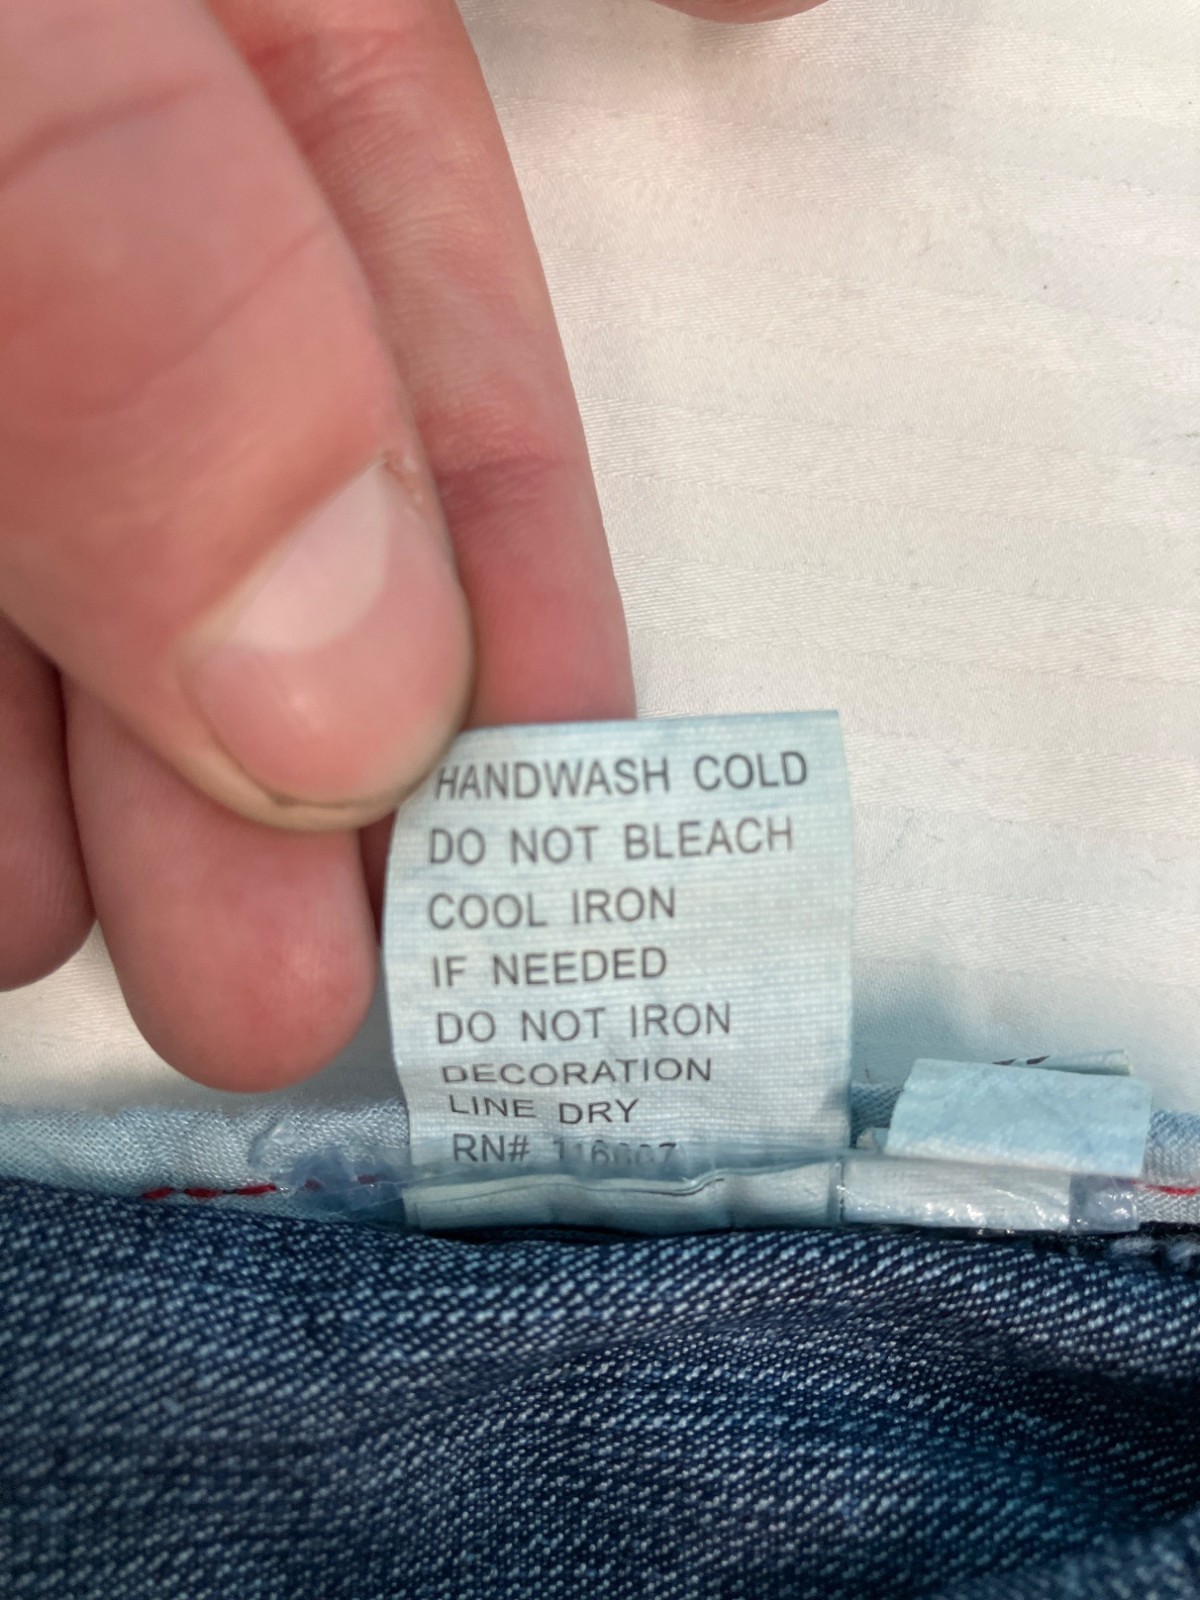 HANDWASH COLD
DO NOT BLEACH
COOL IRON
IF NEEDED
DO NOT IRON
DECORATION
LINE DRY
RN#